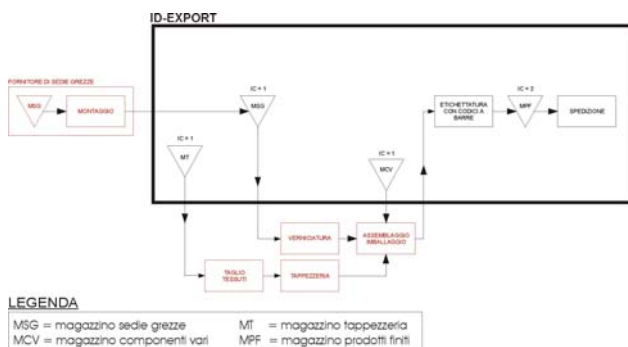 ID-EXPORT
FORNITORE DI SEDIE GREZZE
MSG
MONTAGGIO
IC = 1
MSG
IC = 1
MT
IC = 1
MCV
ETICHETTATURA
CON CODICI A
BARRE
IC = 2
MPF
SPEDIZIONE
VERNICIATURA
ASSEMBLAGGIO
IMBALLAGGIO
TAGLIO
TESSUTI
TAPPEZZERIA
LEGENDA
MSG = magazzino sedie grezze
MT = magazzino tappezzeria
MCV = magazzino componenti vari
MPF = magazzino prodotti finiti